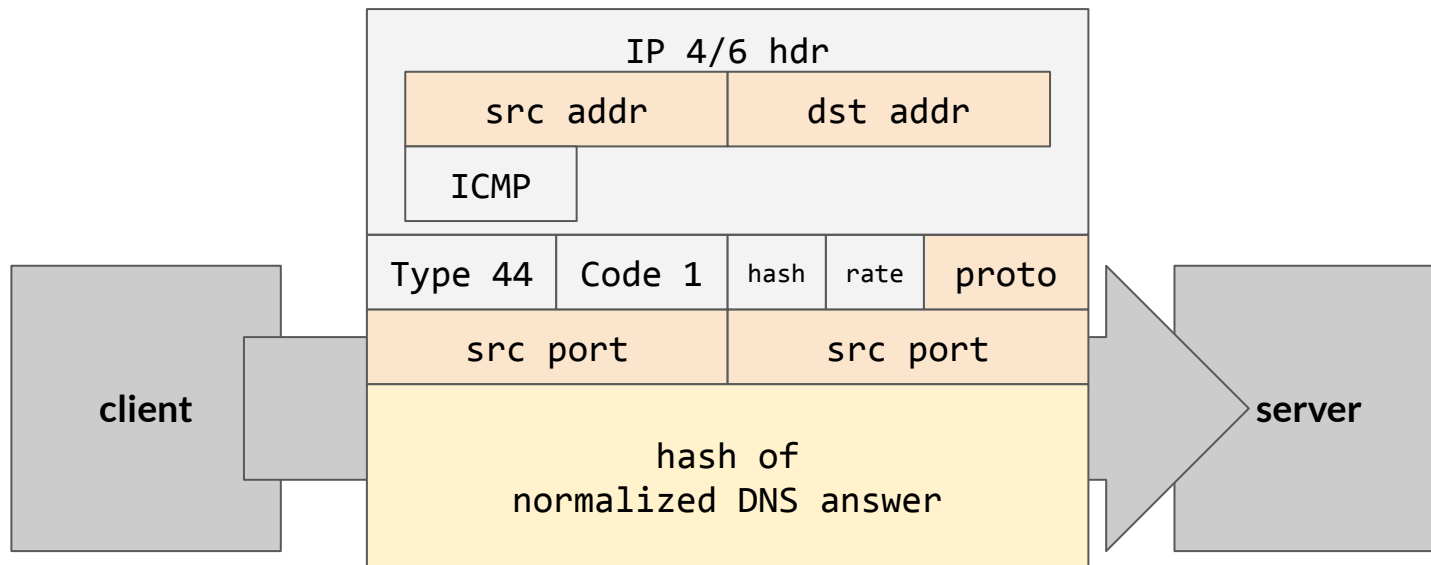 IP 4/6 hdr
src addr dst addr
ICMP
Type 44 Code 1 hash rate proto
src port src port
client
server
hash of
normalized DNS answer